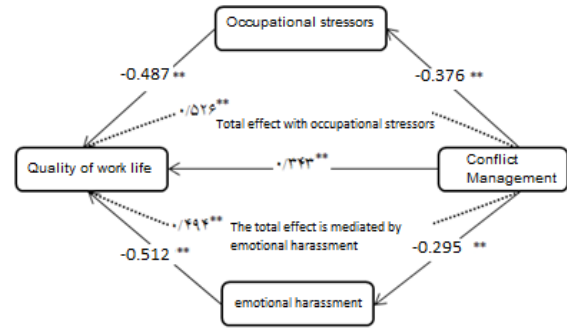 Occupational stressors
-0.487 **
-0.376 **
۰/۵۲۶**
Total effect with occupational stressors
Quality of work life
۰/۳۴۳**
Conflict
Management
۰/۴۹۴**
The total effect is mediated by
emotional harassment
-0.512 **
-0.295 **
emotional harassment